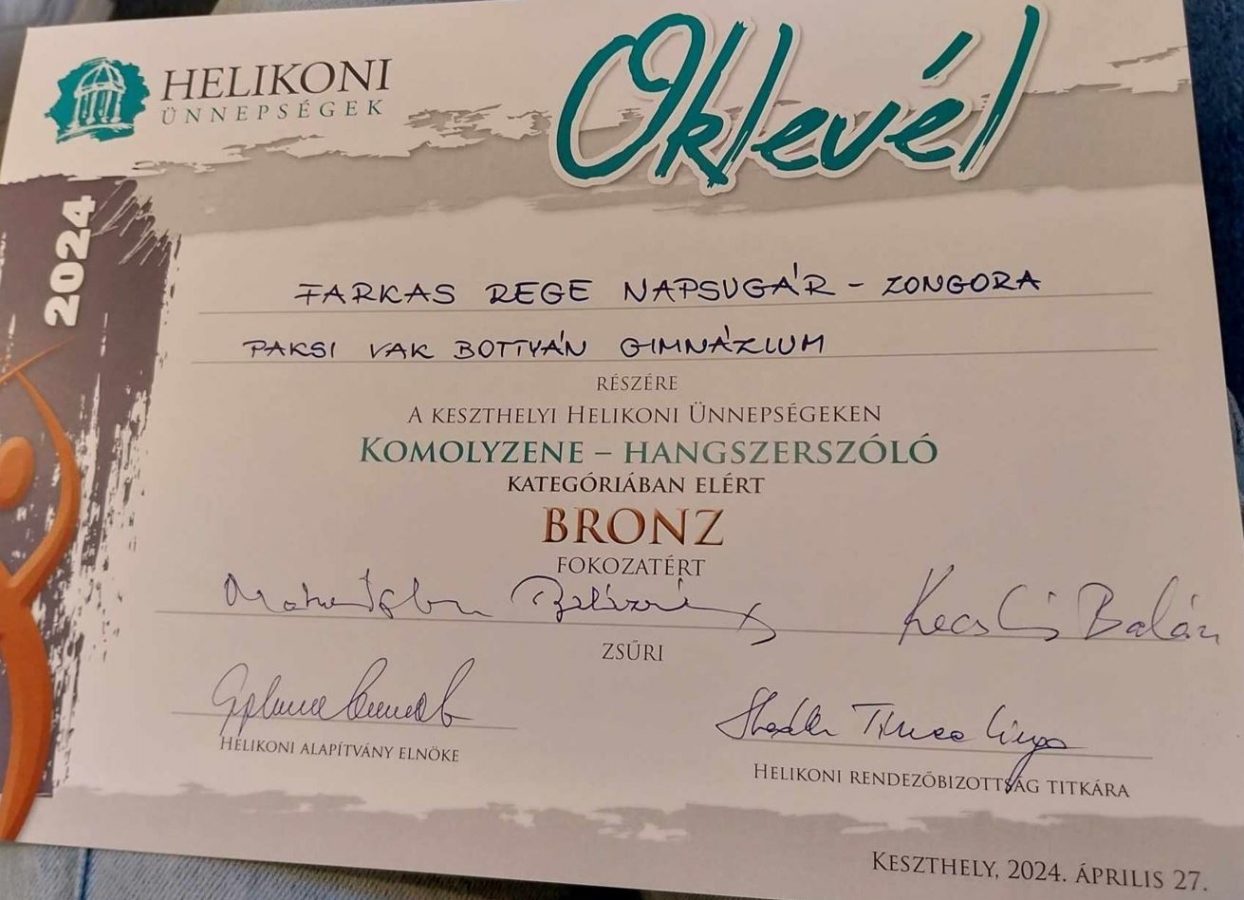 HELIKONI
ÜNNEPSÉGEK
Oklevél
2024
FARKAS REGE NAPSUGÁR - ZONGORA
PAKSI VAK BOTTYÁN GIMNÁZIUM
RÉSZÉRE
A KESZTHELYI HELIKONI ÜNNEPSÉGEKEN
KOMOLYZENE – HANGSZERSZÓLÓ
KATEGÓRIÁBAN ELÉRT
BRONZ
FOKOZATÉRT
ZSŰRI
HELIKONI ALAPÍTVÁNY ELNÖKE
HELIKONI RENDEZŐBIZOTTSÁG TITKÁRA
KESZTHELY, 2024. ÁPRILIS 27.